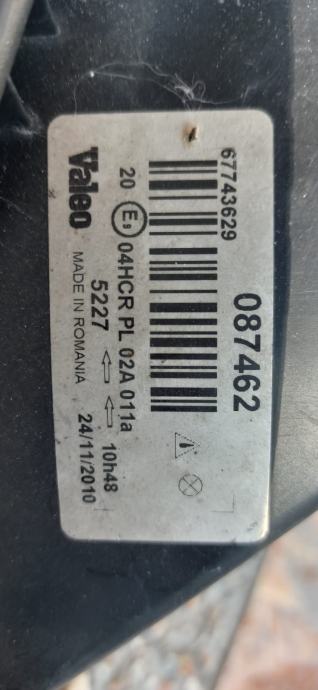 67743629
087462
20 E9 04HCR PL 02A 011a
5227 10h48
Valeo MADE IN ROMANIA 24/11/2010